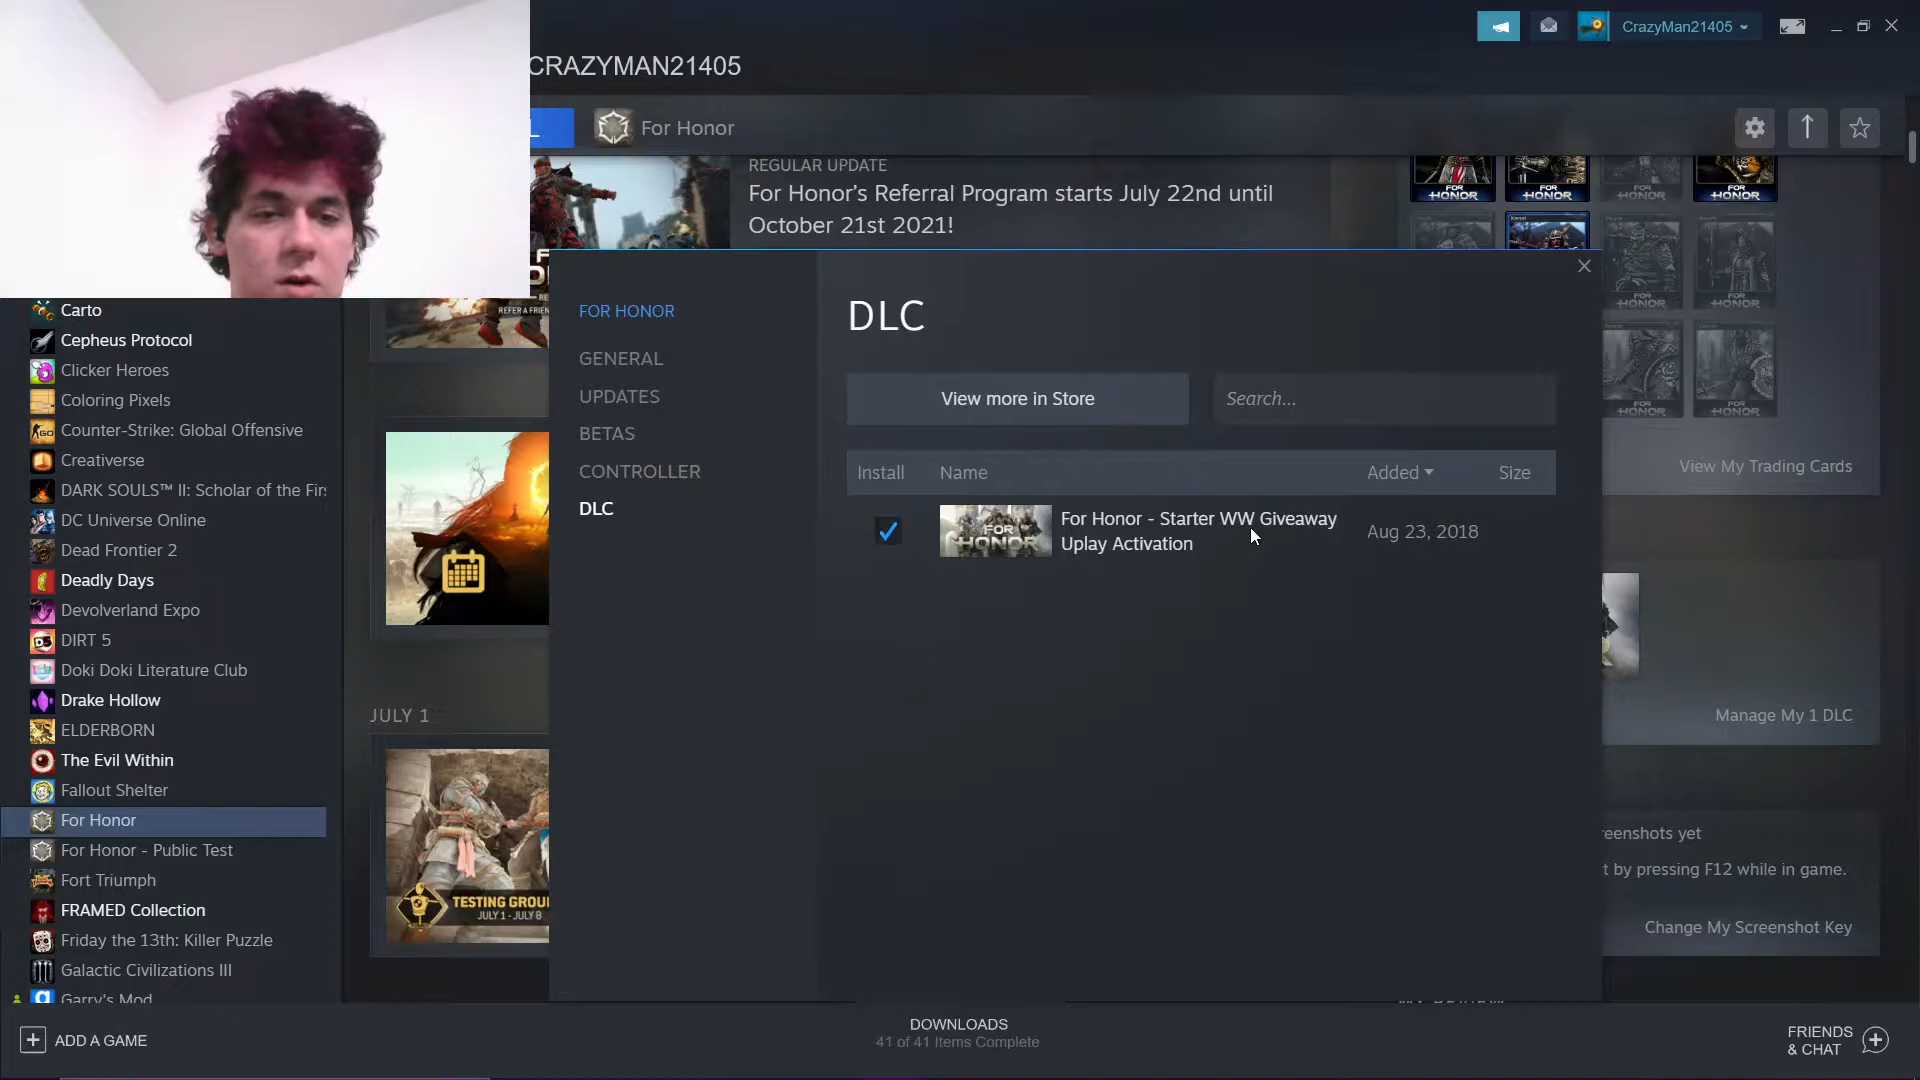 CrazyMan21405
CRAZYMAN21405
For Honor
REGULAR UPDATE
For Honor's Referral Program starts July 22nd until
October 21st 2021!
FOR HONOR
GENERAL
UPDATES
BETAS
CONTROLLER
DLC
DLC
View more in Store
Search...
Install Name Added Size
For Honor - Starter WW Giveaway
Uplay Activation
Aug 23, 2018
FOR
HONOR
Carto
Cepheus Protocol
Clicker Heroes
Coloring Pixels
Counter-Strike: Global Offensive
Creativerse
DARK SOULS™ II: Scholar of the
DC Universe Online
Dead Frontier 2
Deadly Days
Devolverland Expo
DIRT 5
Doki Doki Literature Club
Drake Hollow
ELDERBORN
The Evil Within
Fallout Shelter
For Honor
For Honor - Public Test
Fort Triumph
FRAMED Collection
Friday the 13th: Killer Puzzle
Galactic Civilizations III
Garry's Mod
JULY 1
TESTING
JULY 1 - JULY 8
View My Trading Cards
Manage My 1 DLC
yet
by pressing F12 while in game.
Change My Screenshot Key
ADD A GAME
DOWNLOADS
41 of 41 Items Complete
FRIENDS
& CHAT